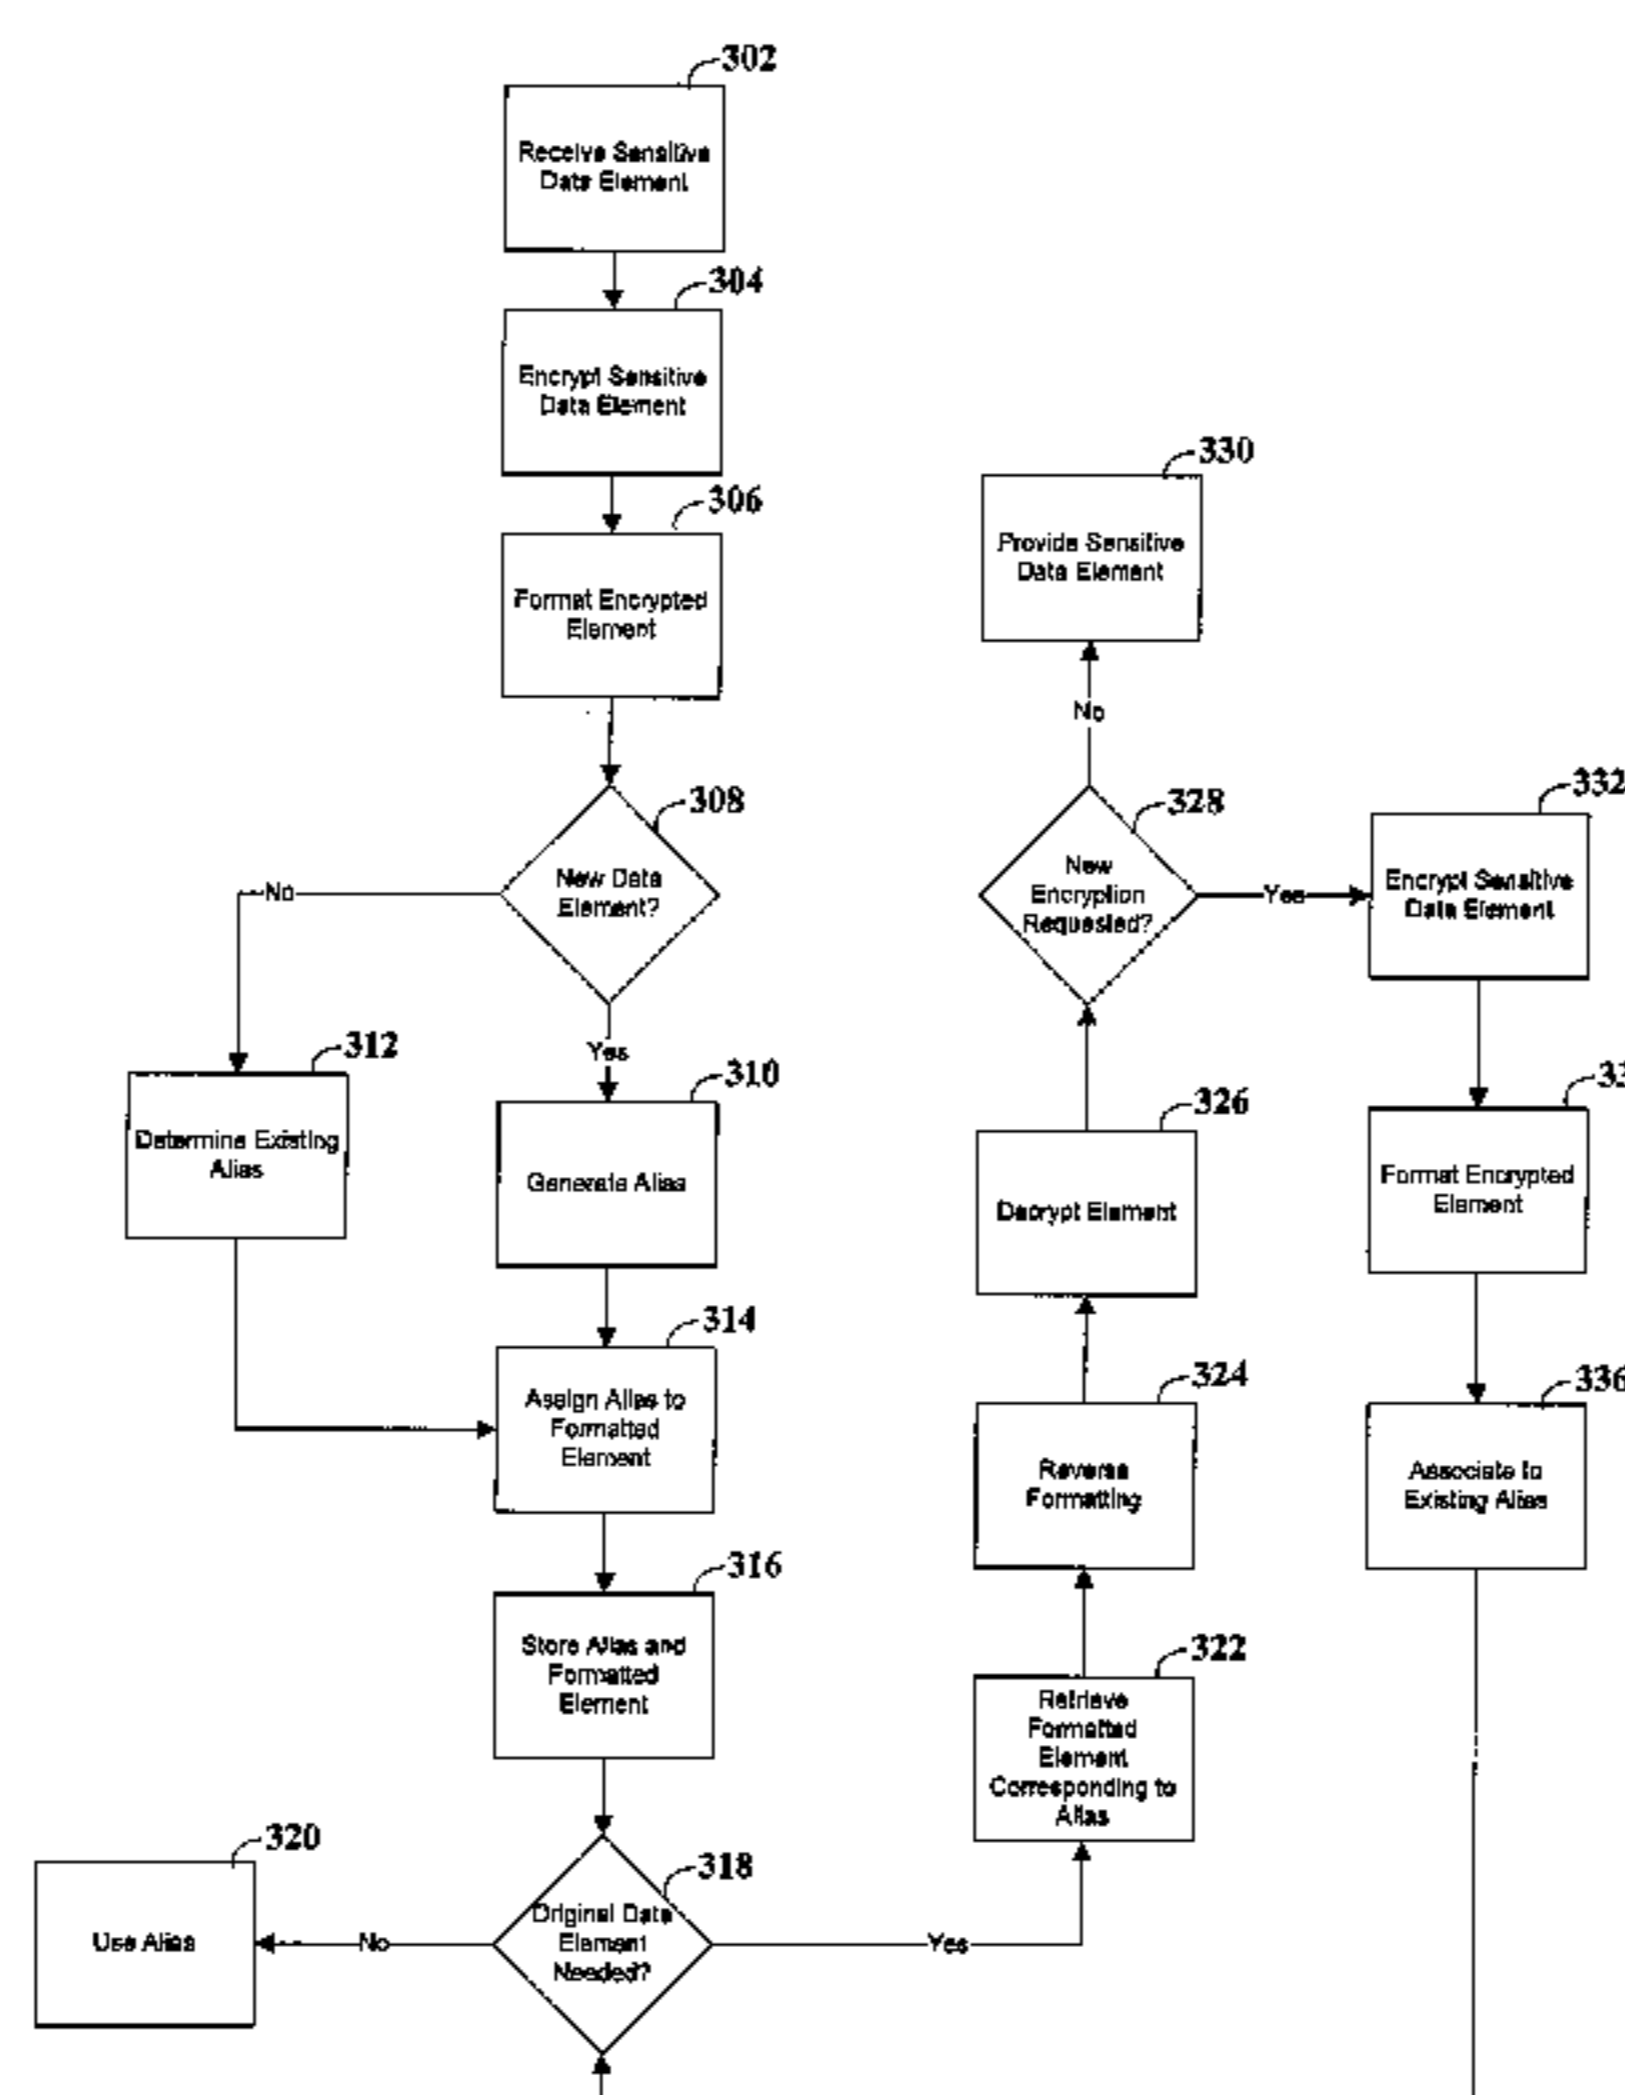 302
Receive Sensitive
Data Element
304
Encrypt Sensitive
Data Element
306
Format Encrypted
Element
308
New Data
Element?
No
Yes
312
Determine Existing
Alias
310
Generate Alias
314
Assign Alias to
Formatted
Element
316
Store Alias and
Formatted
Element
318
Original Data
Element
Needed?
No
320
Use Alias
Yes
322
Retrieve
Formatted
Element
Corresponding to
Alias
324
Reverse
Formatting
326
Decrypt Element
328
New
Encryption
Requested?
No
330
Provide Sensitive
Data Element
Yes
332
Encrypt Sensitive
Data Element
Format Encrypted
Element
336
Associate to
Existing Alias